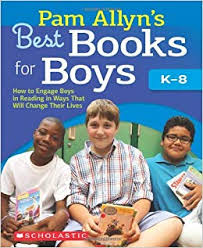 Pam Allyn's
Best
Books
for Boys
K–8
How to Engage Boys
in Reading in Ways That
Will Change Their Lives
SCHOLASTIC